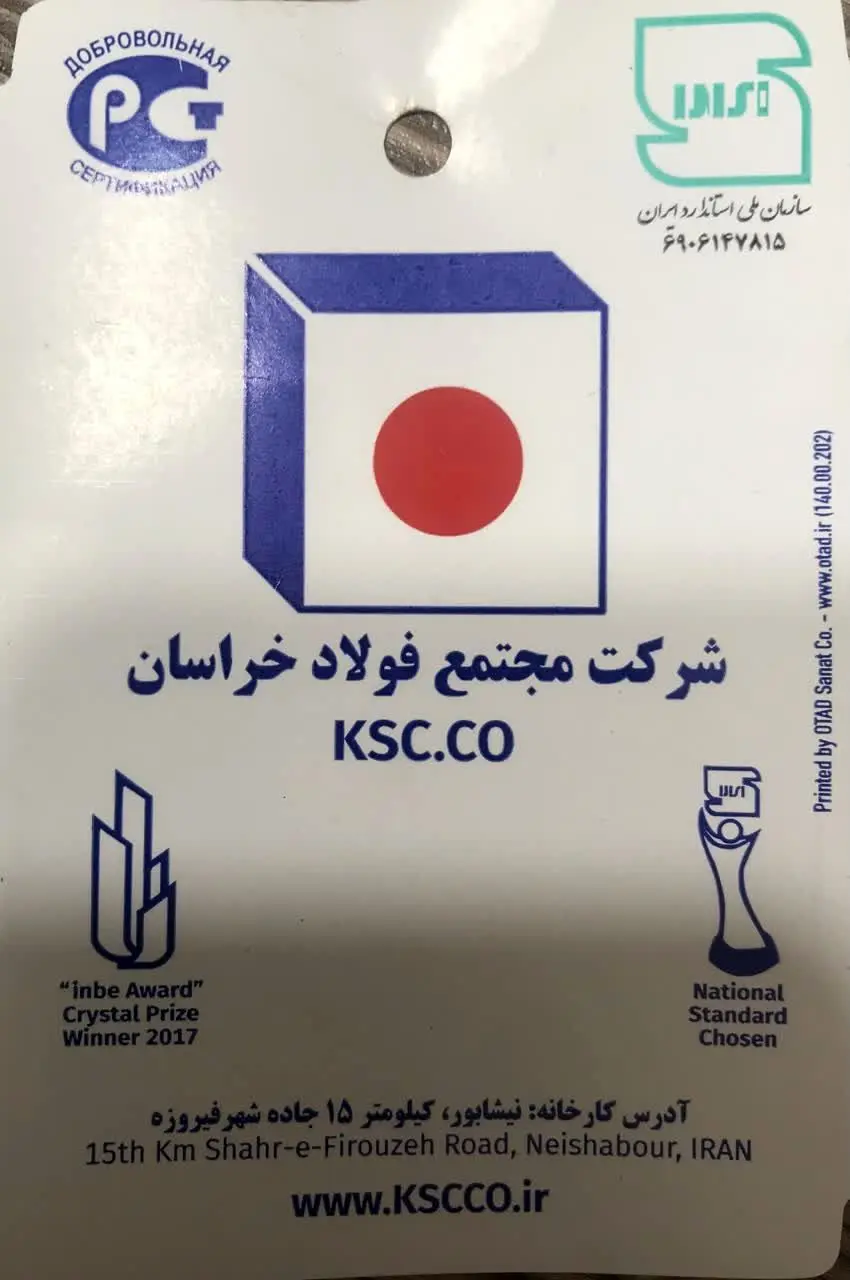 ДОБРОВОЛЬНАЯ
РСТ
СЕРТИФИКАЦИЯ
سازمان ملی استاندارد ایران
۶۹۰۶۱۴۷۸۱۵
شرکت مجتمع فولاد خراسان
KSC.CO
Printed by OTAD Sanat Co. - www.otad.ir (140.00.202)
"inbe Award"
Crystal Prize
Winner 2017
National
Standard
Chosen
آدرس کارخانه: نیشابور، کیلومتر ۱۵ جاده شهرفیروزه
15th Km Shahr-e-Firouzeh Road, Neishabour, IRAN
www.KSCCO.ir